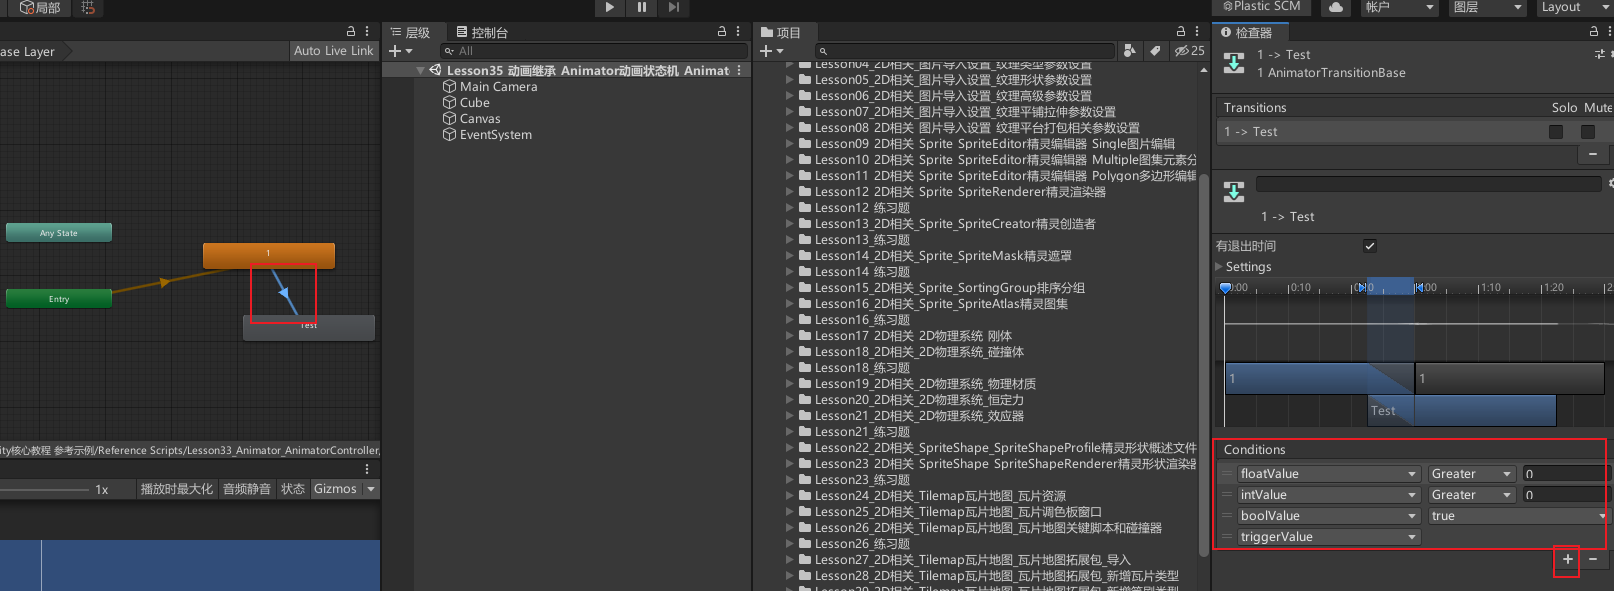 局部
Plastic SCM
帐户
图层
Layout
ase Layer
Auto Live Link
层级
控制台
项目
检查器
All
25
Lesson35_动画继承_Animator动画状态机_Animat
Main Camera
Cube
Canvas
EventSystem
Any State
Entry
1
Test
ity核心教程 参考示例/Reference Scripts/Lesson33_Animator_AnimatorController,
1x
播放时最大化
音频静音
状态
Gizmos
Lesson04_2D相关_图片导入设置_纹理类型参数设置
Lesson05_2D相关_图片导入设置_纹理形状参数设置
Lesson06_2D相关_图片导入设置_纹理高级参数设置
Lesson07_2D相关_图片导入设置_纹理平铺拉伸参数设置
Lesson08_2D相关_图片导入设置_纹理平台打包相关参数设置
Lesson09_2D相关_Sprite_SpriteEditor精灵编辑器_Single图片编辑
Lesson10_2D相关_Sprite_SpriteEditor精灵编辑器_Multiple图集元素分
Lesson11_2D相关_Sprite_SpriteEditor精灵编辑器_Polygon多边形编辑
Lesson12_2D相关_Sprite_SpriteRenderer精灵渲染器
Lesson12_练习题
Lesson13_2D相关_Sprite_SpriteCreator精灵创造者
Lesson13_练习题
Lesson14_2D相关_Sprite_SpriteMask精灵遮罩
Lesson14_练习题
Lesson15_2D相关_Sprite_SortingGroup排序分组
Lesson16_2D相关_Sprite_SpriteAtlas精灵图集
Lesson16_练习题
Lesson17_2D相关_2D物理系统_刚体
Lesson18_2D相关_2D物理系统_碰撞体
Lesson18_练习题
Lesson19_2D相关_2D物理系统_物理材质
Lesson20_2D相关_2D物理系统_恒定力
Lesson21_2D相关_2D物理系统_效应器
Lesson21_练习题
Lesson22_2D相关_SpriteShape_SpriteShapeProfile精灵形状概述文件
Lesson23_2D相关_SpriteShape_SpriteShapeRenderer精灵形状渲染器
Lesson23_练习题
Lesson24_2D相关_Tilemap瓦片地图_瓦片资源
Lesson25_2D相关_Tilemap瓦片地图_瓦片调色板窗口
Lesson26_2D相关_Tilemap瓦片地图_瓦片地图关键脚本和碰撞器
Lesson26_练习题
Lesson27_2D相关_Tilemap瓦片地图_瓦片地图拓展包_导入
Lesson28_2D相关_Tilemap瓦片地图_瓦片地图拓展包_新增瓦片类型
1 -> Test
1 AnimatorTransitionBase
Transitions
Solo
Mute
1 -> Test
1 -> Test
有退出时间
Settings
0:00
0:10
1:00
1:10
1:20
1
1
Test
Conditions
floatValue
Greater
0
intValue
Greater
0
boolValue
true
triggerValue